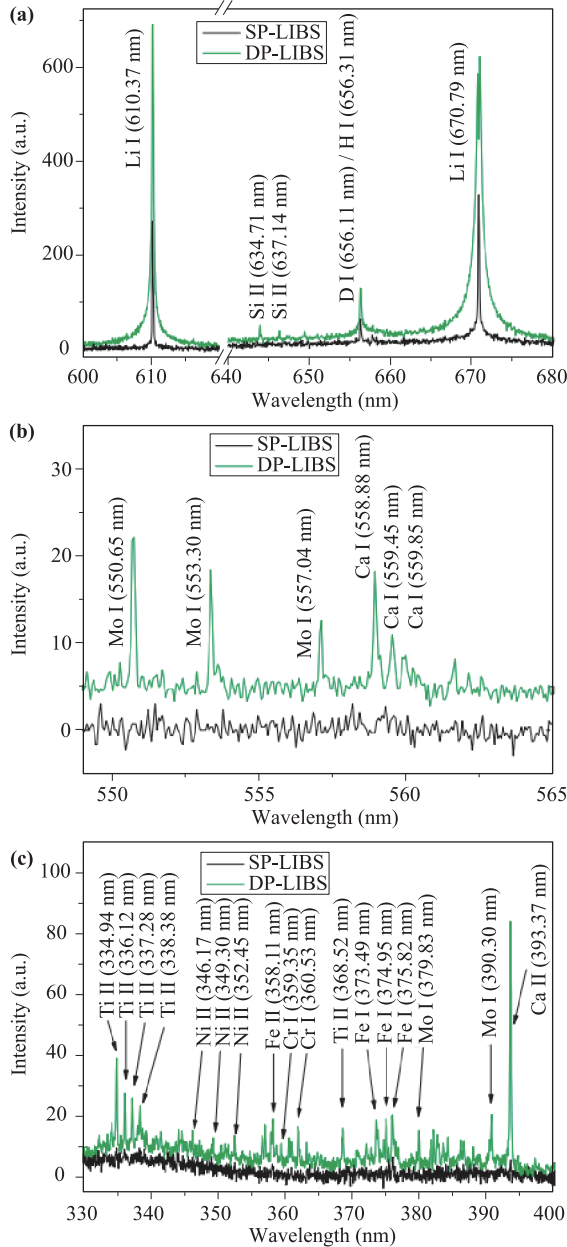 (a)
SP-LIBS
DP-LIBS
Li I (610.37 nm)
Si II (634.71 nm)
Si II (637.14 nm)
D I (656.11 nm) / H I (656.31 nm)
Li I (670.79 nm)
Intensity (a.u.)
600
400
200
0
600 610 640 640 650 660 670 680
Wavelength (nm)
(b)
SP-LIBS
DP-LIBS
Mo I (550.65 nm)
Mo I (553.30 nm)
Mo I (557.04 nm)
Ca I (558.88 nm)
Ca I (559.45 nm)
Ca I (559.85 nm)
Intensity (a.u.)
30
20
10
0
550 555 560 565
Wavelength (nm)
(c)
SP-LIBS
DP-LIBS
Ti II (334.94 nm)
Ti II (336.12 nm)
Ti II (337.28 nm)
Ti II (338.38 nm)
Ni II (346.17 nm)
Ni II (349.30 nm)
Ni II (352.45 nm)
Fe II (358.11 nm)
Cr I (359.35 nm)
Cr I (360.53 nm)
Ti II (368.52 nm)
Fe I (373.49 nm)
Fe I (374.95 nm)
Fe I (375.82 nm)
Mo I (379.83 nm)
Mo I (390.30 nm)
Ca II (393.37 nm)
Intensity (a.u.)
100
80
60
40
20
0
330 340 350 360 370 380 390 400
Wavelength (nm)